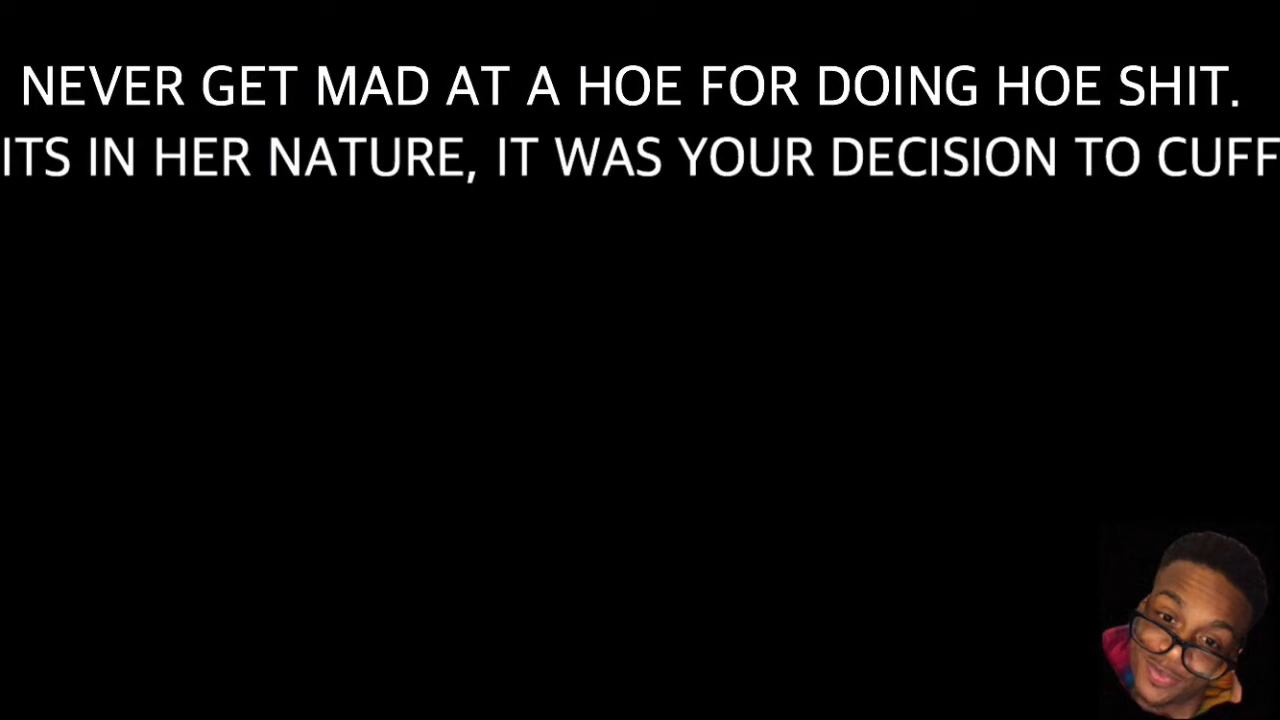 NEVER GET MAD AT A HOE FOR DOING HOE SHIT.
ITS IN HER NATURE, IT WAS YOUR DECISION TO CUFF